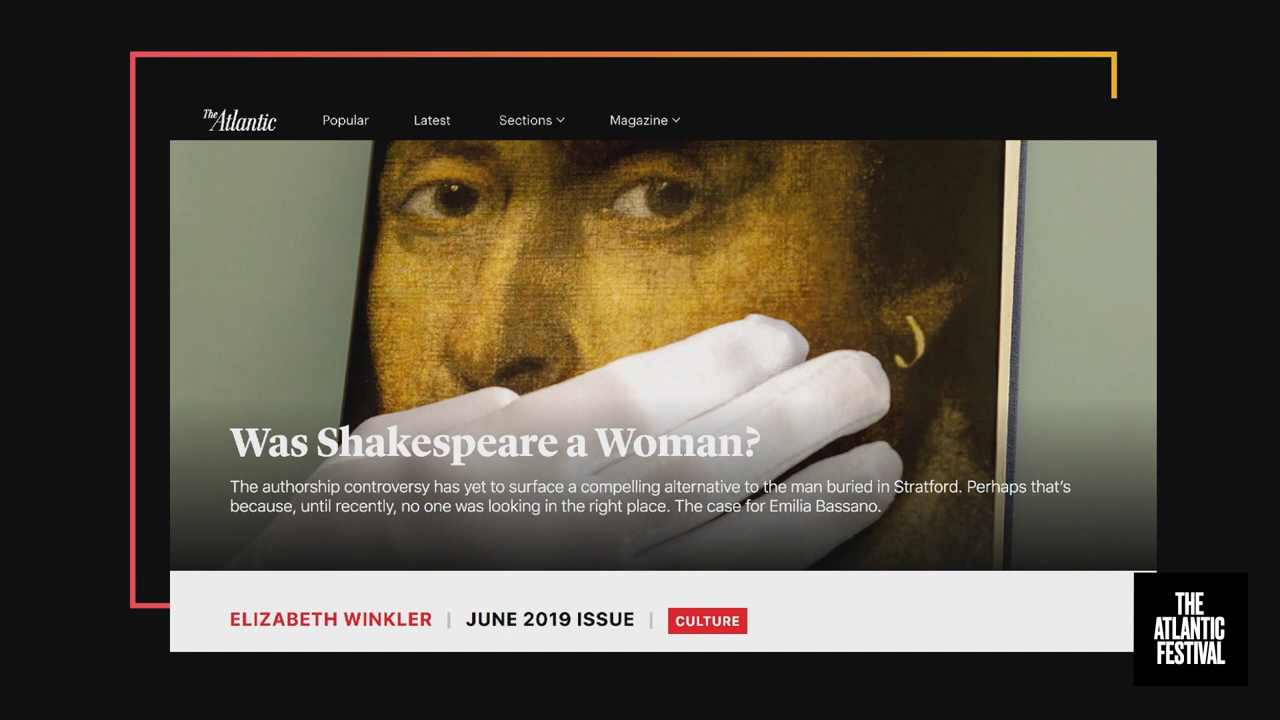 The Atlantic Popular Latest Sections Magazine
Was Shakespeare a Woman?
The authorship controversy has yet to surface a compelling alternative to the man buried in Stratford. Perhaps that’s
because, until recently, no one was looking in the right place. The case for Emilia Bassano.
ELIZABETH WINKLER | JUNE 2019 ISSUE | CULTURE
THE
ATLANTIC
FESTIVAL